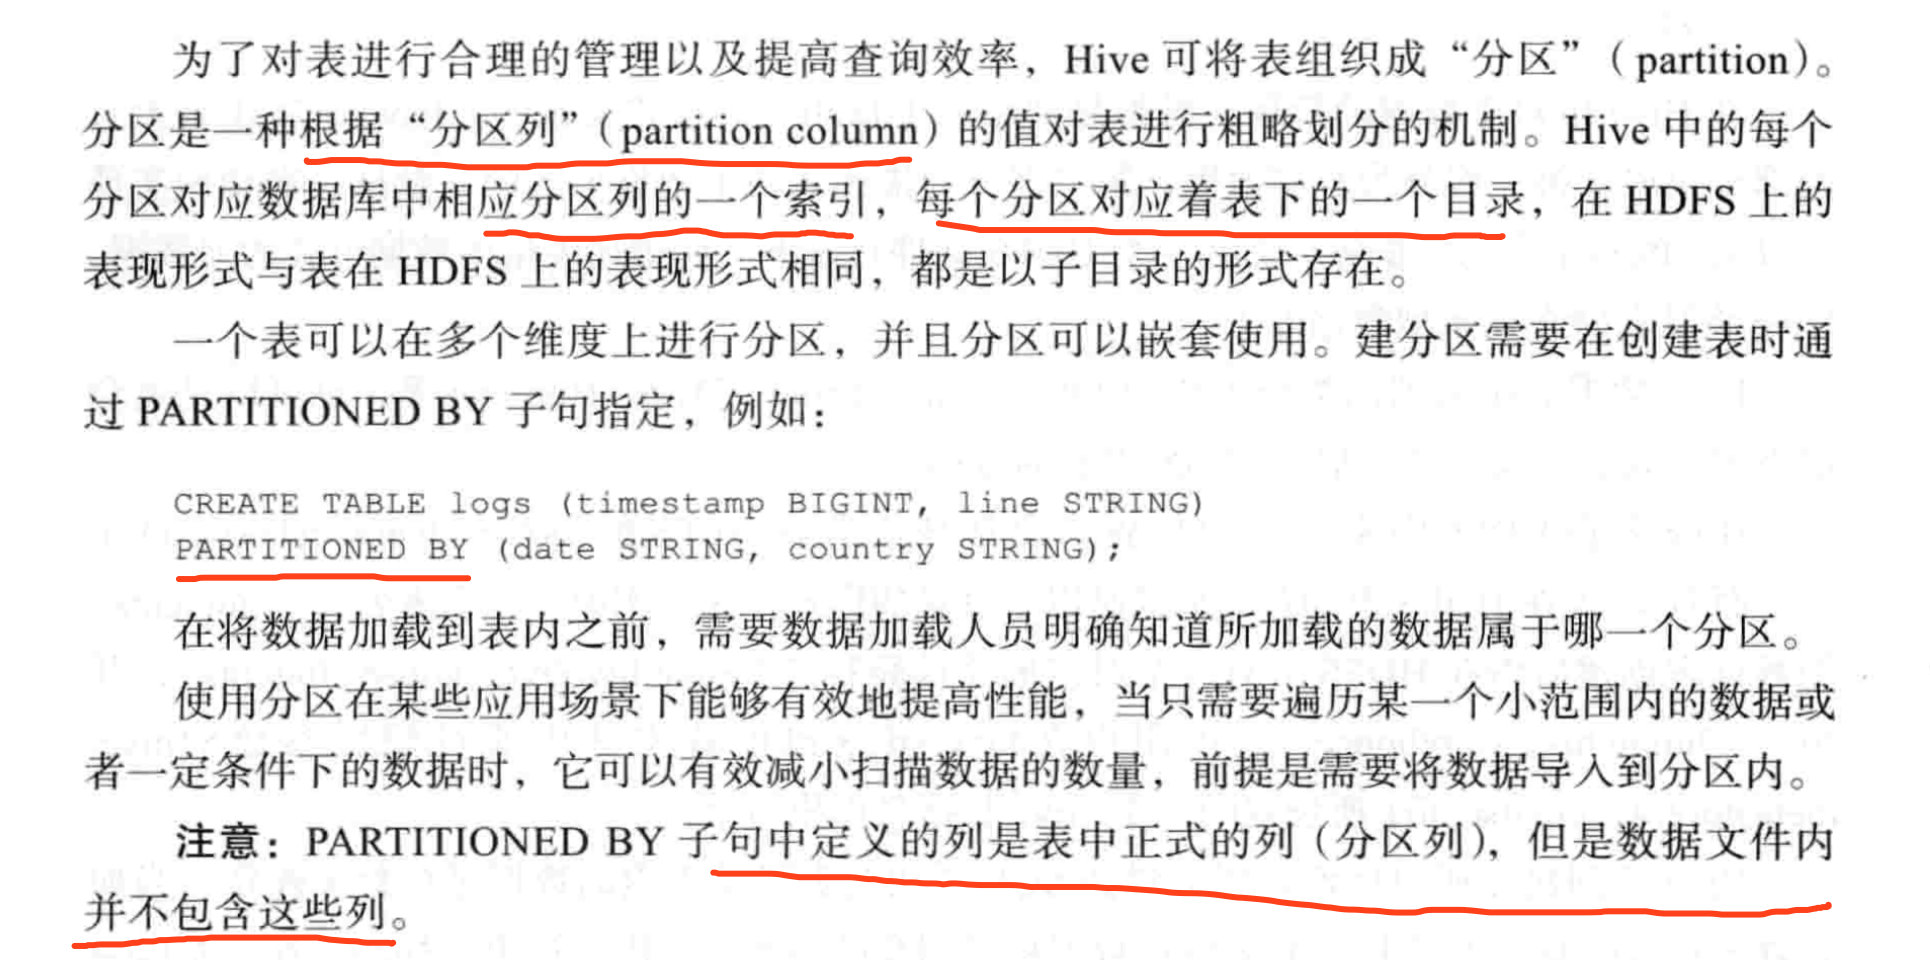 为了对表进行合理的管理以及提高查询效率，Hive 可将表组织成“分区”（partition）。
分区是一种根据“分区列”（partition column）的值对表进行粗略划分的机制。Hive 中的每个
分区对应数据库中相应分区列的一个索引，每个分区对应着表下的一个目录，在 HDFS 上的
表现形式与表在 HDFS 上的表现形式相同，都是以子目录的形式存在。
一个表可以在多个维度上进行分区，并且分区可以嵌套使用。建分区需要在创建表时通
过 PARTITIONED BY 子句指定，例如：
CREATE TABLE logs (timestamp BIGINT, line STRING)
PARTITIONED BY (date STRING, country STRING);
在将数据加载到表内之前，需要数据加载人员明确知道所加载的数据属于哪一个分区。
使用分区在某些应用场景下能够有效地提高性能，当只需要遍历某一个小范围内的数据或
者一定条件下的数据时，它可以有效减小扫描数据的数量，前提是需要将数据导入到分区内。
注意：PARTITIONED BY 子句中定义的列是表中正式的列（分区列），但是数据文件内
并不包含这些列。